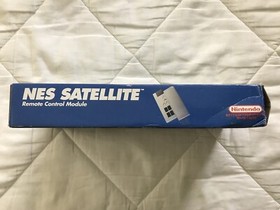 NES SATELLITE™
Remote Control Module
Nintendo